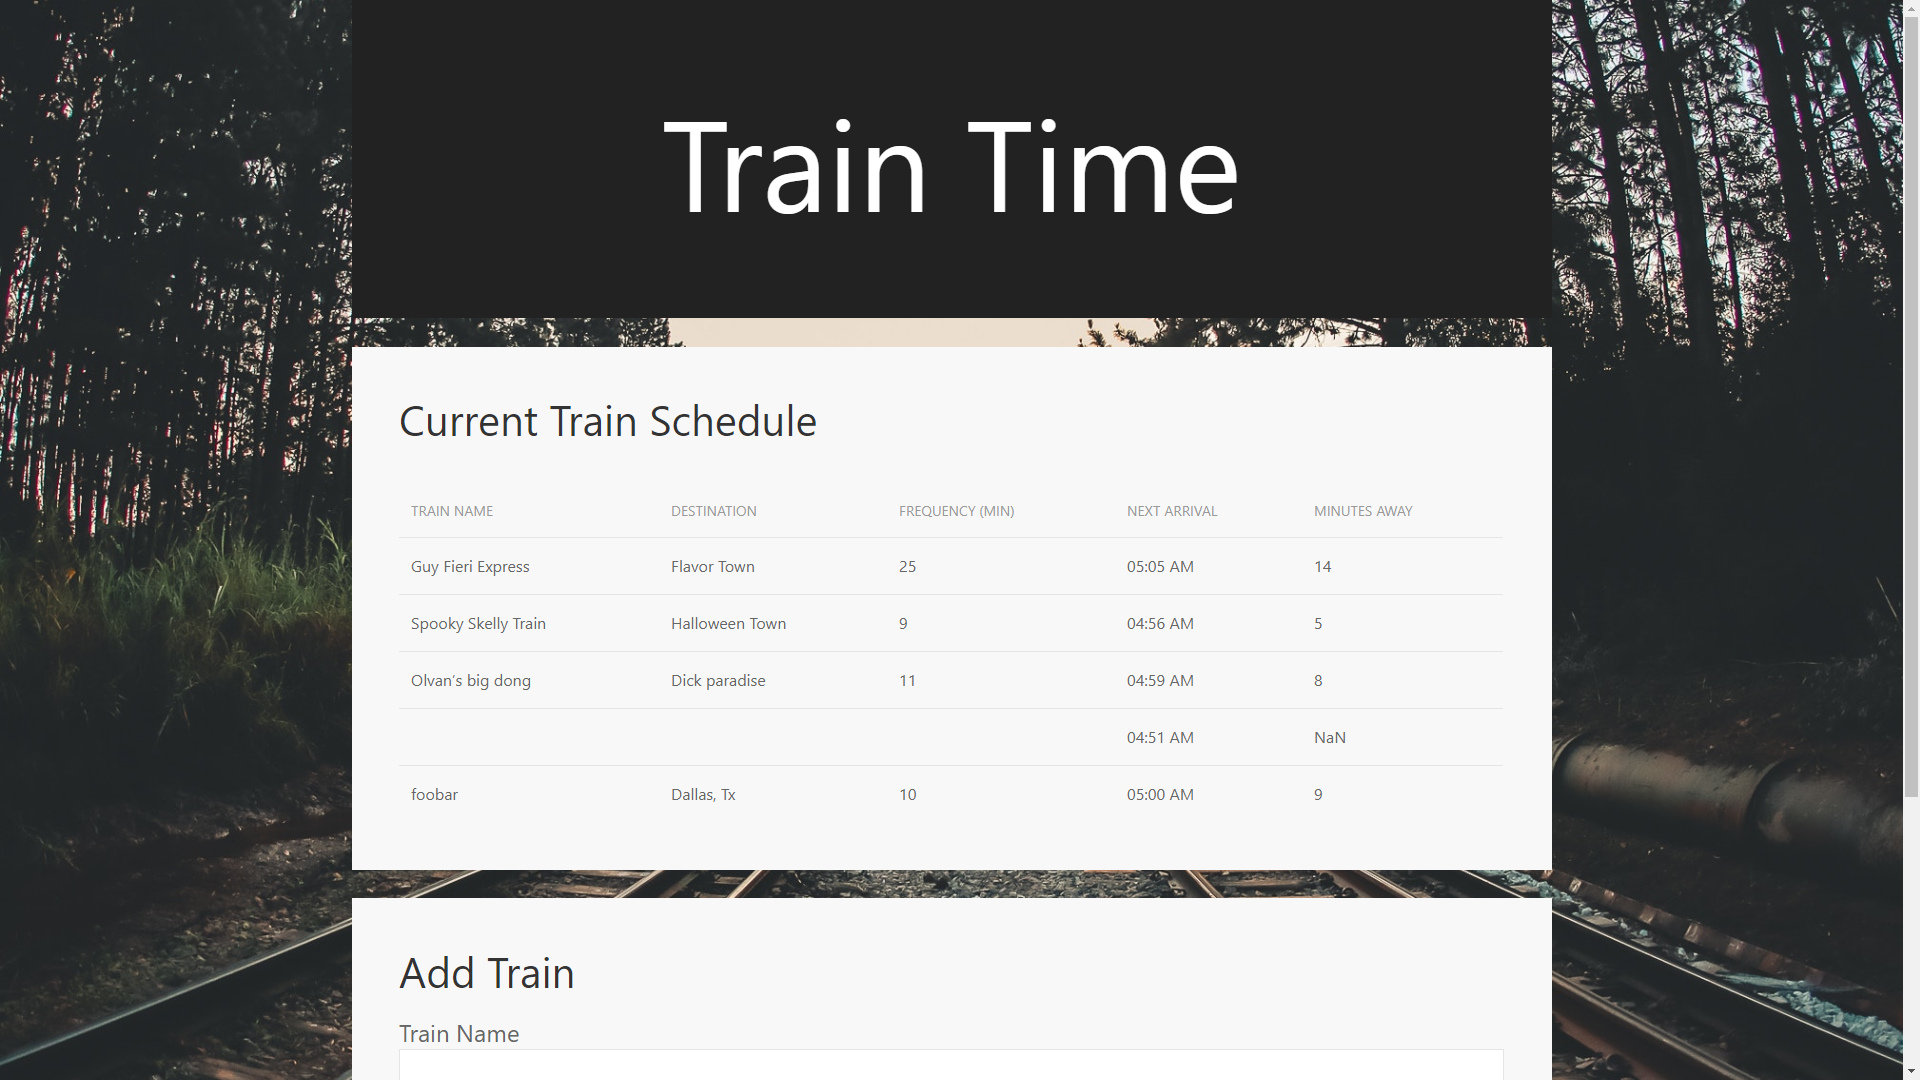 Train Time
Current Train Schedule
TRAIN NAME DESTINATION FREQUENCY (MIN) NEXT ARRIVAL MINUTES AWAY
Guy Fieri Express Flavor Town 25 05:05 AM 14
Spooky Skelly Train Halloween Town 9 04:56 AM 5
Olvan's big dong Dick paradise 11 04:59 AM 8
04:51 AM NaN
foobar Dallas, Tx 10 05:00 AM 9
Add Train
Train Name